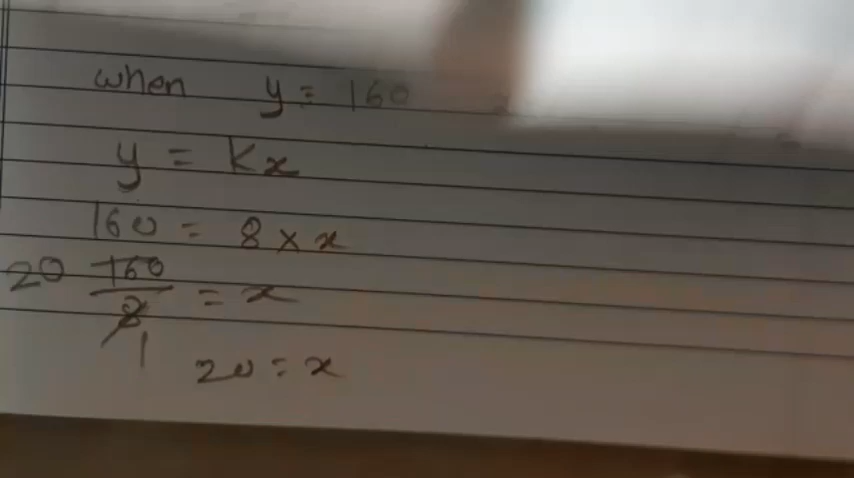 when y = 160
y = kx
160 = 8 × x
20 160/8 = x
1
20 = x